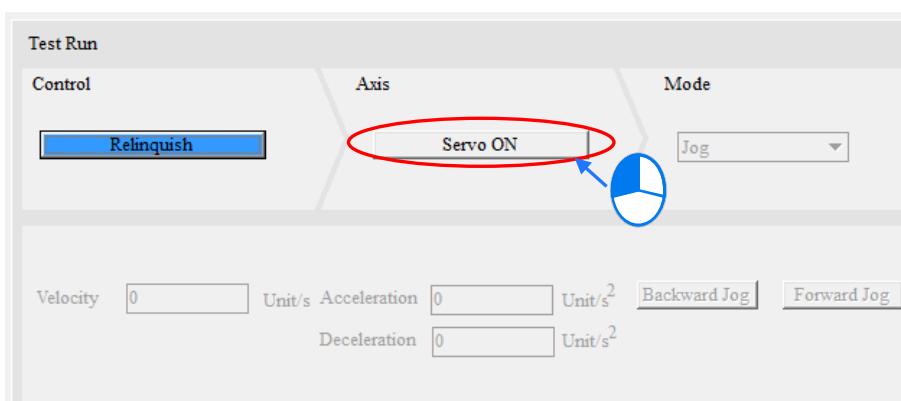 Test Run
Control Axis Mode
Relinquish Servo ON Jog
Velocity 0 Unit/s Acceleration 0 Unit/s2 Backward Jog Forward Jog
Deceleration 0 Unit/s2